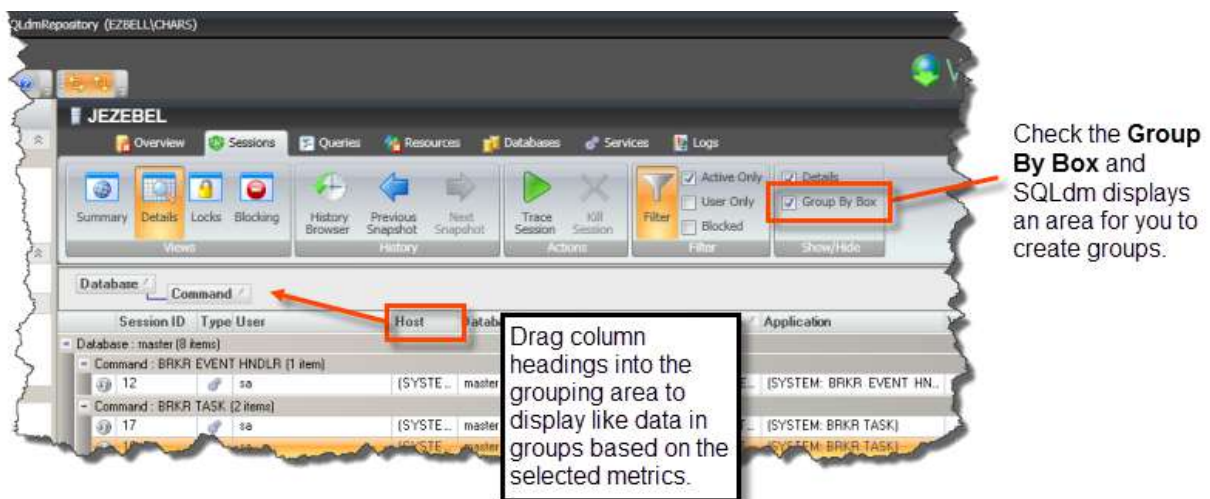 QLdmRepository (EZBELL\CHARS)
JEZEBEL
Overview Sessions Queries Resources Databases Services Logs
Summary Details Locks Blocking
Views
History Browser
Previous Snapshot
Next Snapshot
History
Trace Session
Kill Session
Actions
Filter
Active Only
User Only
Blocked
Filter
Details
Group By Box
Show/Hide
Check the Group
By Box and
SQLdm displays
an area for you to
create groups.
Database
Command
Session ID Type User Host Datab Application
Database : master (8 items)
Command : BRKR EVENT HNDLR (1 item)
12 sa (SYSTE... master (SYSTEM: BRKR EVENT HN...
Command : BRKR TASK (2 items)
17 sa (SYSTE... master (SYSTEM: BRKR TASK)
(SYSTEM: BRKR TASK)
Drag column
headings into the
grouping area to
display like data in
groups based on the
selected metrics.